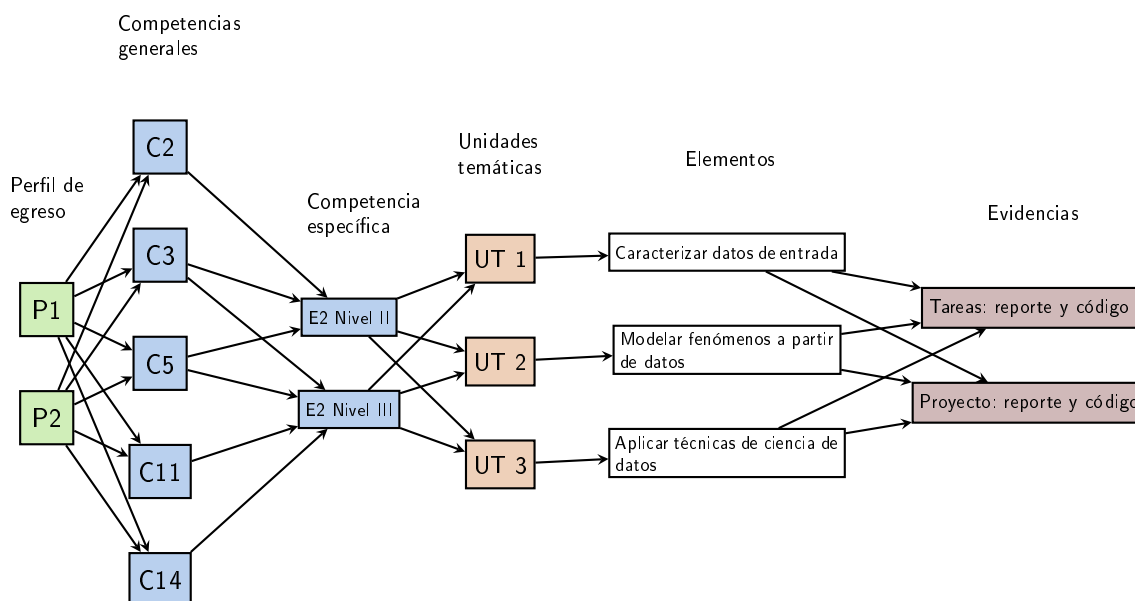 Competencias
generales
Perfil de
egreso
P1
P2
C2
C3
C5
C11
C14
Competencia
específica
E2 Nivel II
E2 Nivel III
Unidades
temáticas
UT 1
UT 2
UT 3
Elementos
Caracterizar datos de entrada
Modelar fenómenos a partir
de datos
Aplicar técnicas de ciencia de
datos
Evidencias
Tareas: reporte y código
Proyecto: reporte y código